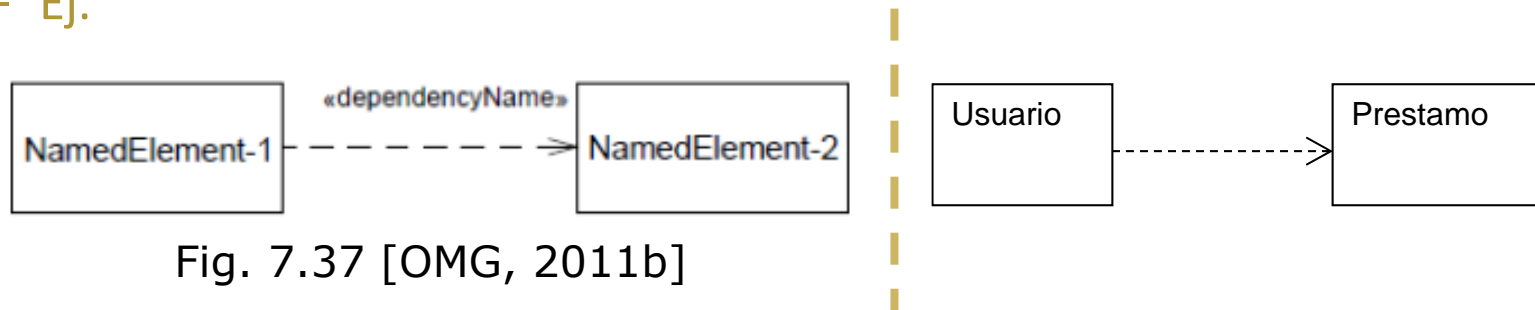 - Ej.
«dependencyName»
NamedElement-1
NamedElement-2
Fig. 7.37 [OMG, 2011b]
Usuario
Prestamo